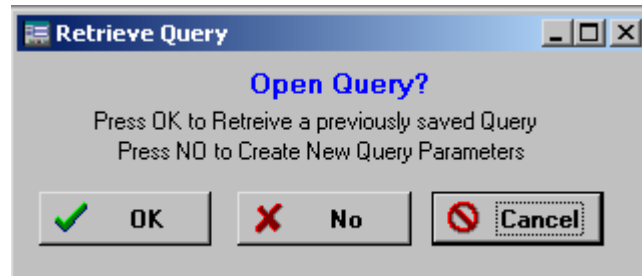 Retrieve Query
Open Query?
Press OK to Retreive a previously saved Query
Press NO to Create New Query Parameters
OK No Cancel